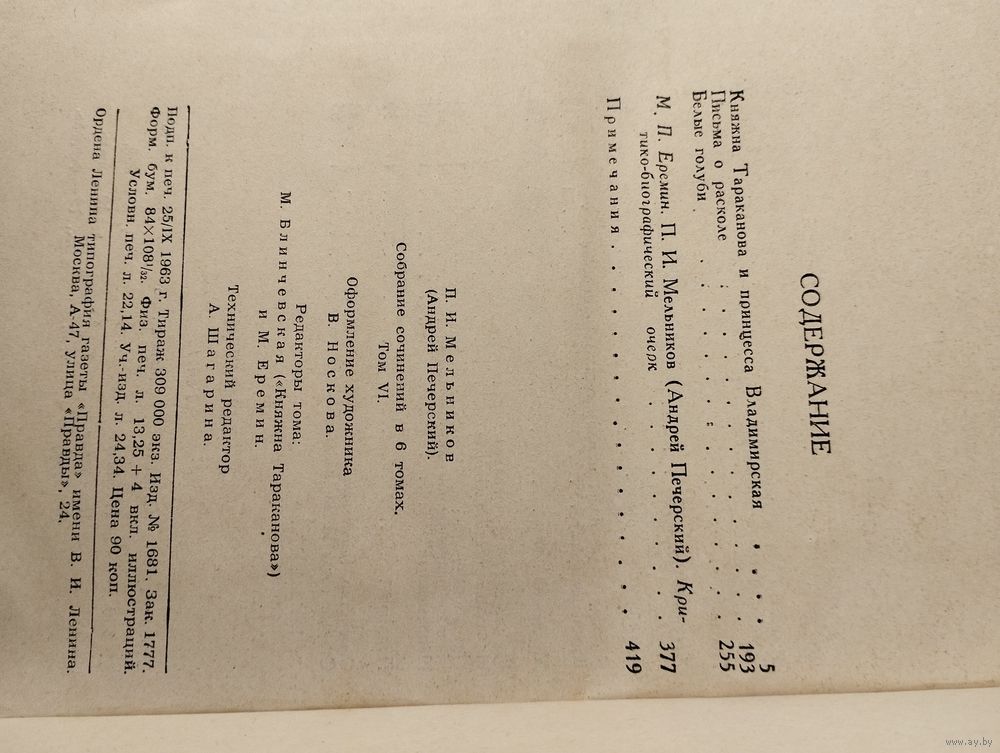 СОДЕРЖАНИЕ
Княжна Тараканова и принцесса Владимирская . . . . 5
Письма о расколе . . . . . . . . . . 193
Белые голуби . . . . . . . . . . . 255
М. П. Еремин. П. И. Мельников (Андрей Печерский). Кри-
тико-биографический очерк . . . . . . . . 377
Примечания . . . . . . . . . . . . 419
П. И. Мельников
(Андрей Печерский).
Собрание сочинений в 6 томах.
Том VI.
Оформление художника
В. Носкова.
Редакторы тома:
М. Блинчевская («Княжна Тараканова»)
и М. Еремин.
Технический редактор
А. Шагарина.
Подп. к печ. 25/IX 1963 г. Тираж 309 000 экз. Изд. № 1681. Зак. 1777.
Форм. бум. 84×108¹/₃₂. Физ. печ. л. 13,25 + 4 вкл. иллюстраций.
Условн. печ. л. 22,14. Уч.-изд. л. 24,34. Цена 90 коп.
Ордена Ленина типография газеты «Правда» имени В. И. Ленина.
Москва, А-47, улица «Правды», 24.
www.ay.by